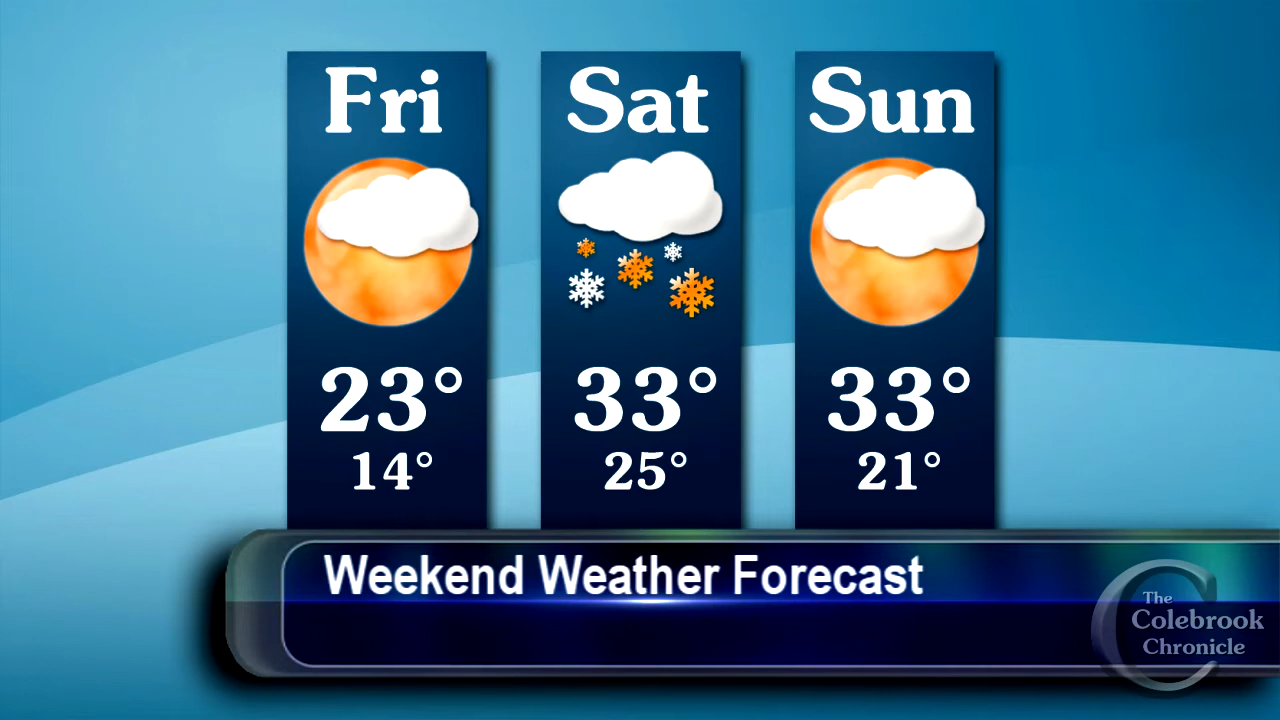 Fri
Sat
Sun
23°
33°
33°
14°
25°
21°
Weekend Weather Forecast
The
Colebrook
Chronicle